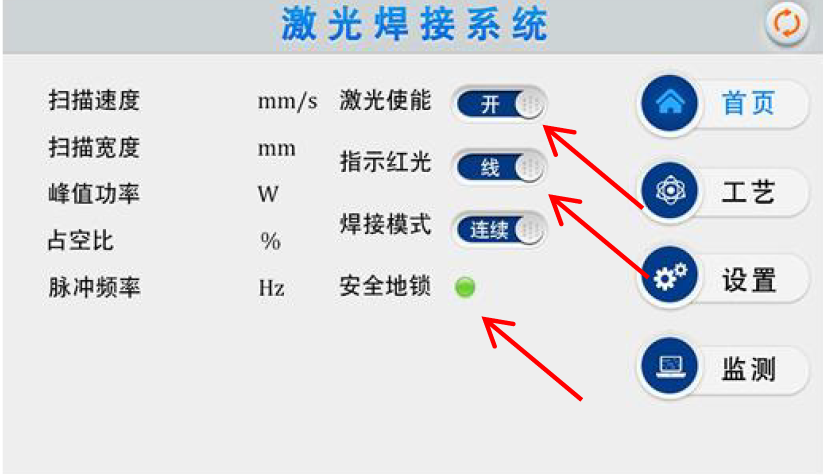 激光焊接系统
扫描速度 mm/s 激光使能 开
扫描宽度 mm 指示红光 线
峰值功率 W 焊接模式 连续
占空比 %
脉冲频率 Hz 安全地锁
首页
工艺
设置
监测